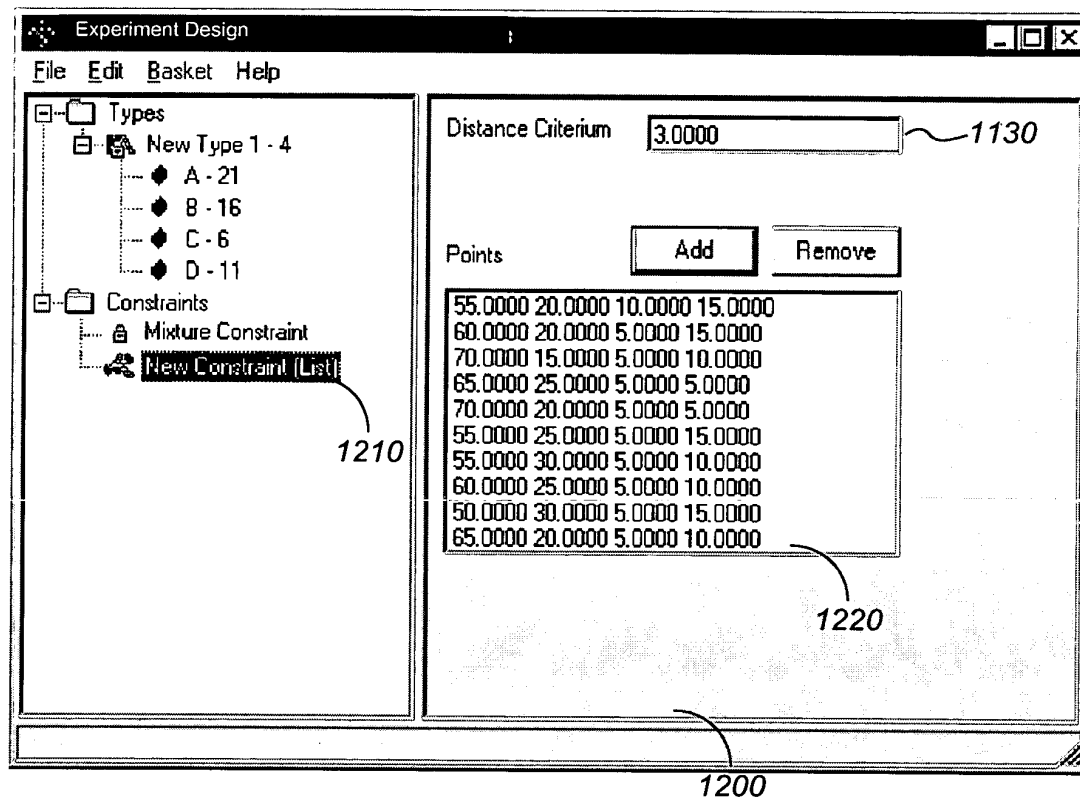 Experiment Design
File Edit Basket Help
Types
New Type 1 - 4
A - 21
B - 16
C - 6
D - 11
Constraints
Mixture Constraint
New Constraint (List)
1210
Distance Criterium 3.0000 1130
Points Add Remove
55.0000 20.0000 10.0000 15.0000
60.0000 20.0000 5.0000 15.0000
70.0000 15.0000 5.0000 10.0000
65.0000 25.0000 5.0000 5.0000
70.0000 20.0000 5.0000 5.0000
55.0000 25.0000 5.0000 15.0000
55.0000 30.0000 5.0000 10.0000
60.0000 25.0000 5.0000 10.0000
50.0000 30.0000 5.0000 15.0000
65.0000 20.0000 5.0000 10.0000
1220
1200